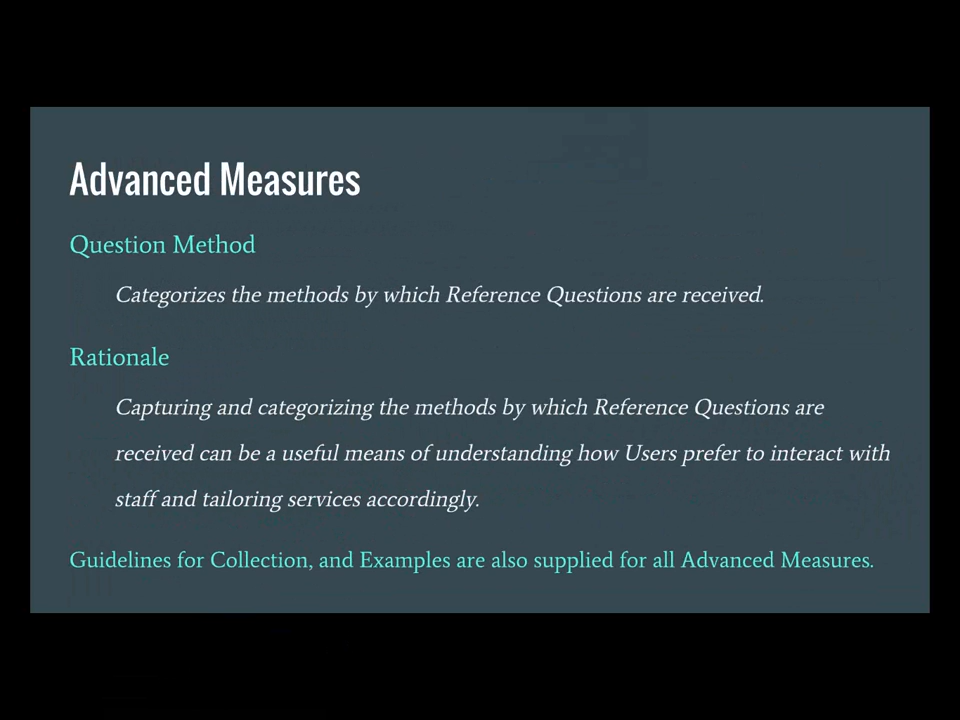 Advanced Measures
Question Method
Categorizes the methods by which Reference Questions are received.
Rationale
Capturing and categorizing the methods by which Reference Questions are
received can be a useful means of understanding how Users prefer to interact with
staff and tailoring services accordingly.
Guidelines for Collection, and Examples are also supplied for all Advanced Measures.